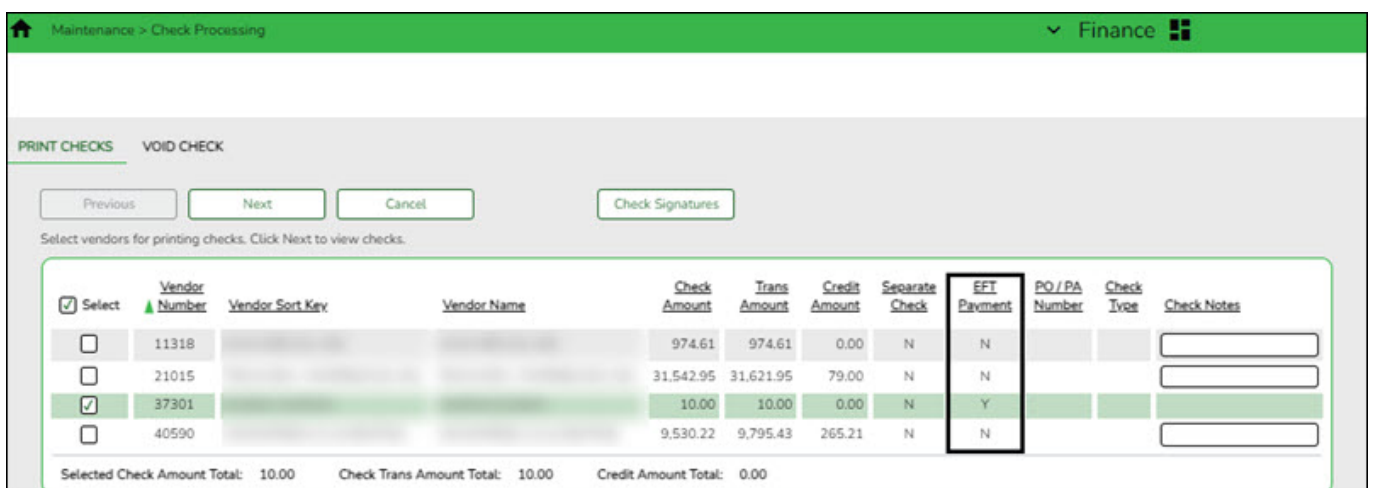 Maintenance > Check Processing
Finance
PRINT CHECKS VOID CHECK
Previous Next Cancel Check Signatures
Select vendors for printing checks. Click Next to view checks.
Select Vendor Number Vendor Sort Key Vendor Name Check Amount Trans Amount Credit Amount Separate Check EFT Payment PO / PA Number Check Type Check Notes
11318 974.61 974.61 0.00 N N
21015 31,542.95 31,621.95 79.00 N N
37301 10.00 10.00 0.00 N Y
40590 9,530.22 9,795.43 265.21 N N
Selected Check Amount Total: 10.00 Check Trans Amount Total: 10.00 Credit Amount Total: 0.00